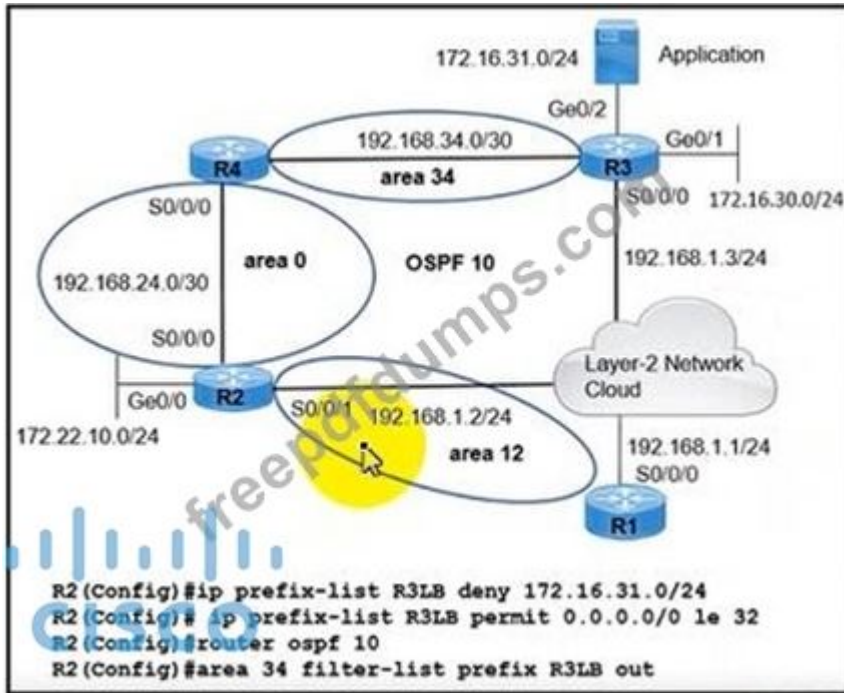 172.16.31.0/24
Application
Ge0/2
192.168.34.0/30
Ge0/1
R4
R3
area 34
S0/0/0
S0/0/0
172.16.30.0/24
area 0
OSPF 10
192.168.24.0/30
192.168.1.3/24
S0/0/0
Layer-2 Network
Cloud
Ge0/0
R2
S0/0/1
192.168.1.2/24
172.22.10.0/24
area 12
192.168.1.1/24
S0/0/0
R1
freepdfdumps.com
cisco
R2(Config)#ip prefix-list R3LB deny 172.16.31.0/24
R2(Config)# ip prefix-list R3LB permit 0.0.0.0/0 le 32
R2(Config)#router ospf 10
R2(Config)#area 34 filter-list prefix R3LB out